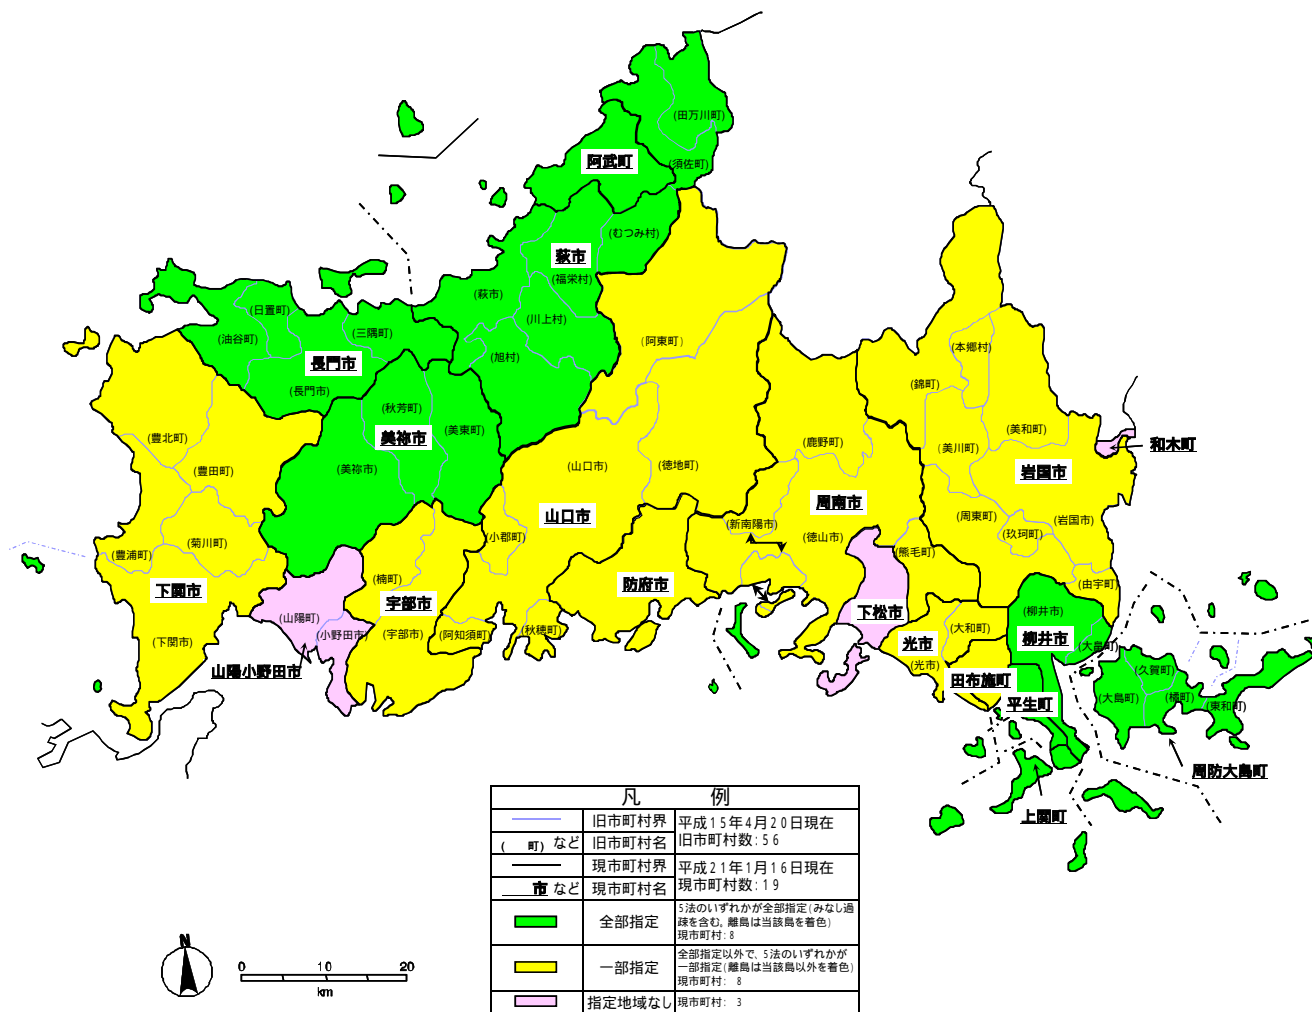 (田万川町)
阿武町
(須佐町)
(むつみ村)
萩市
(福栄村)
(萩市)
(川上村)
(旭村)
(日置町)
(油谷町)
(三隅町)
長門市
(長門市)
(阿東町)
(本郷村)
(錦町)
(秋芳町)
(美東町)
美祢市
(美祢市)
(豊北町)
(豊田町)
(美和町)
(美川町)
和木町
岩国市
(鹿野町)
(山口市)
(徳地町)
周南市
山口市
(新南陽市)
(徳山市)
(周東町)
(岩国市)
(玖珂町)
(小郡町)
(熊毛町)
(菊川町)
(豊浦町)
下関市
(楠町)
防府市
(由宇町)
宇部市
下松市
(柳井市)
(山陽町)
(小野田市)
(宇部市)
(阿知須町)
(秋穂町)
(大和町)
光市
柳井市
(大畠町)
(下関市)
(光市)
山陽小野田市
田布施町
平生町
(久賀町)
(大島町)
(橘町)
(東和町)
周防大島町
上関町
凡 例
旧市町村界
平成15年4月20日現在
( 町) など 旧市町村名
旧市町村数: 56
現市町村界
平成21年1月16日現在
市 など 現市町村名
現市町村数: 19
全部指定
5法のいずれかが全部指定(みなし過
疎を含む。離島は当該島を着色)
現市町村: 8
一部指定
全部指定以外で、5法のいずれかが
一部指定(離島は当該島以外を着色)
現市町村: 8
指定地域なし 現市町村: 3
N
0 10 20
km